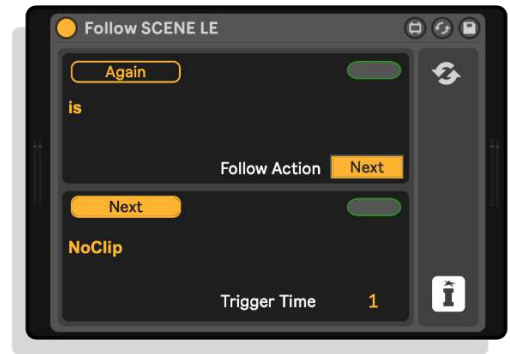 Follow SCENE LE
Again
is
Follow Action Next
Next
NoClip
Trigger Time 1